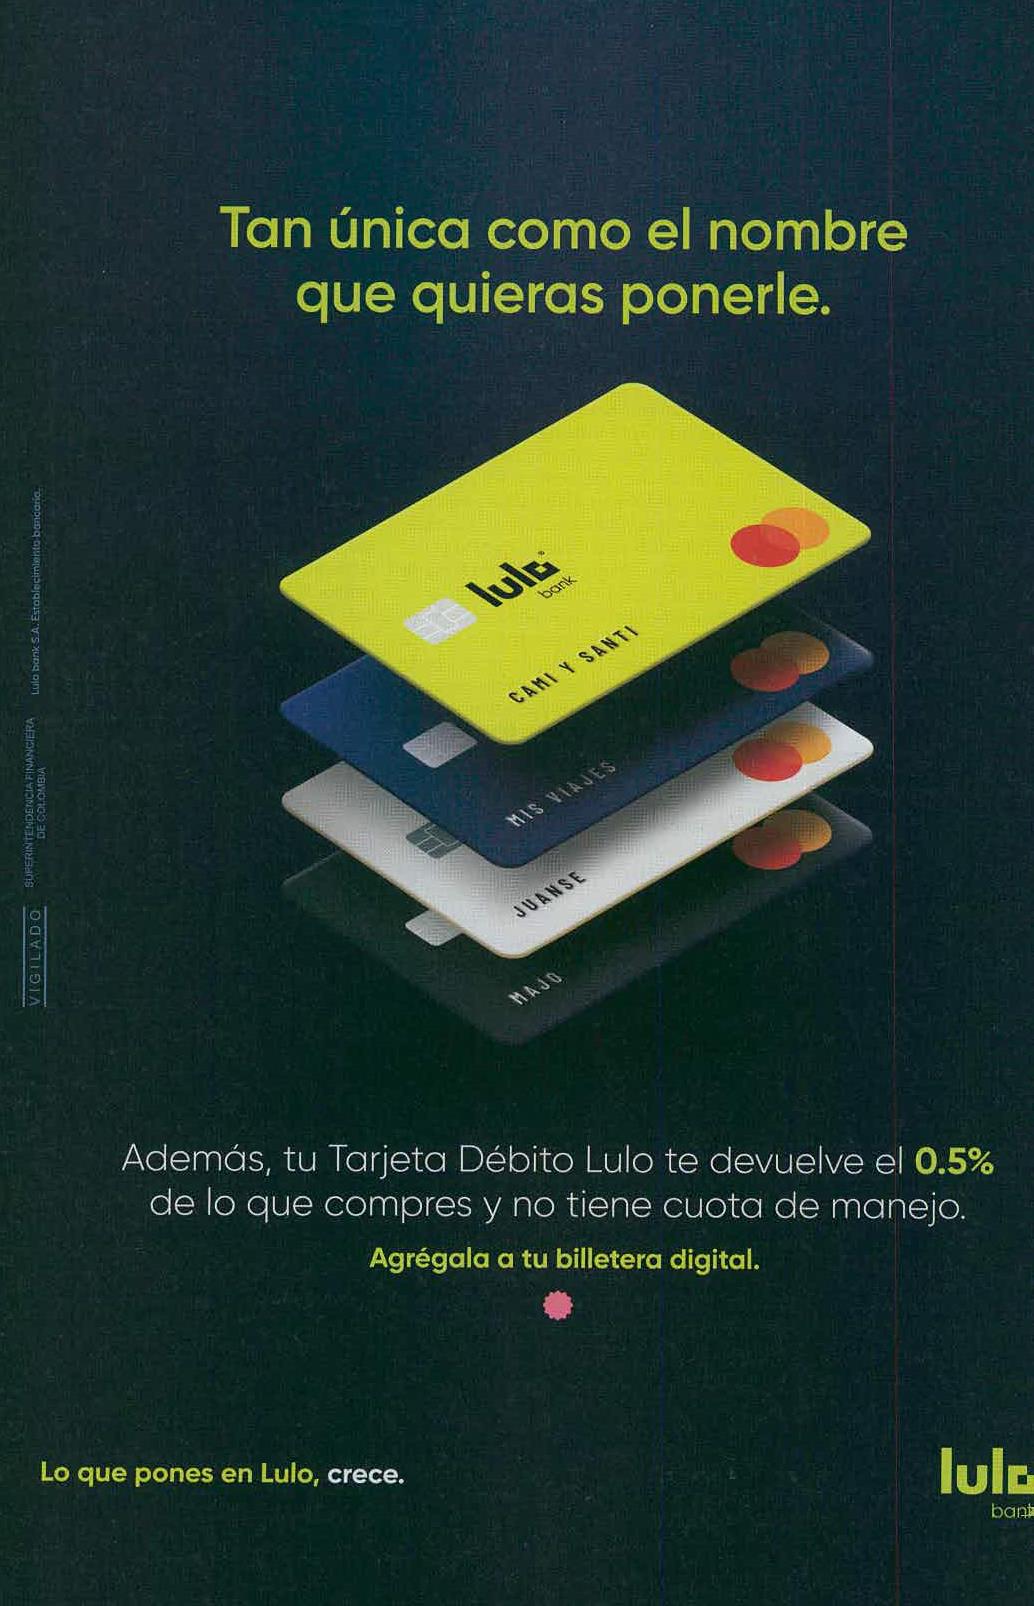 Tan única como el nombre
que quieras ponerle.
lulo
bank
CAMI Y SANTI
MIS VIAJES
JUANSE
MAJO
Lulo bank S.A. Establecimiento bancario.
SUPERINTENDENCIA FINANCIERA
DE COLOMBIA
VIGILADO
Además, tu Tarjeta Débito Lulo te devuelve el 0.5%
de lo que compres y no tiene cuota de manejo.
Agrégala a tu billetera digital.
Lo que pones en Lulo, crece.
lulo
bank